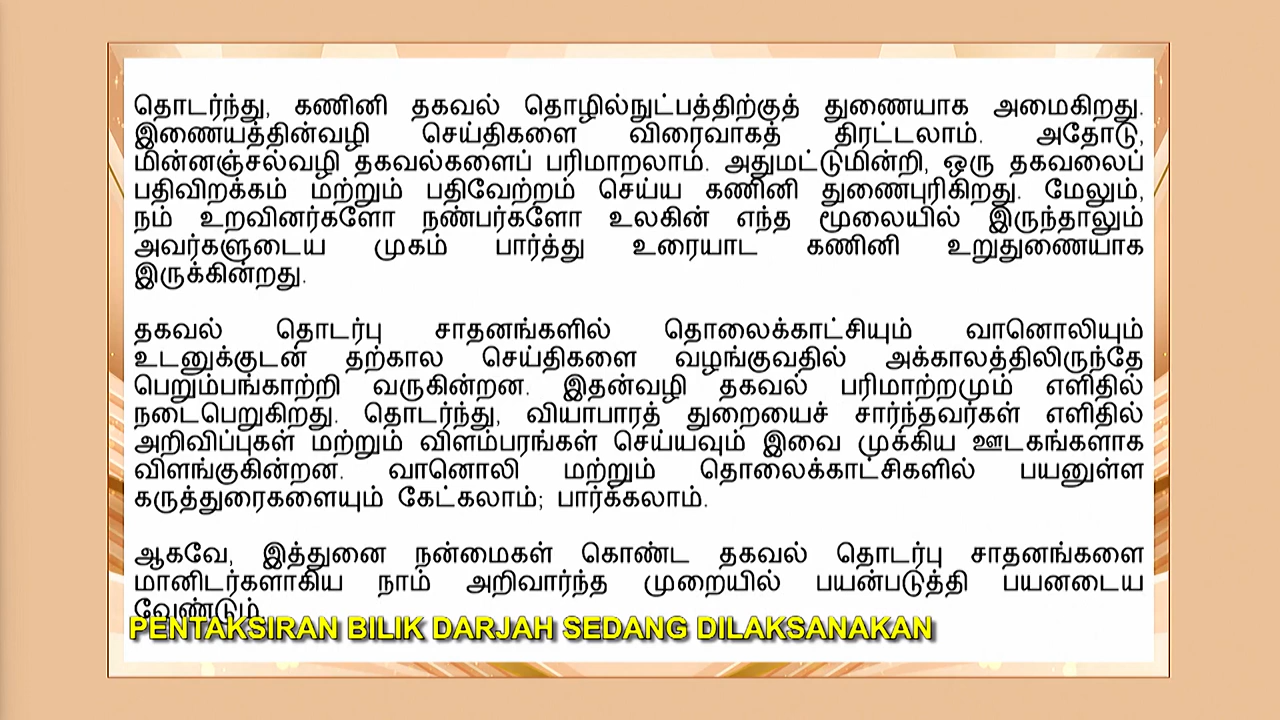 தொடர்ந்து, கணினி தகவல் தொழில்நுட்பத்திற்குத் துணையாக அமைகிறது.
இணையத்தின்வழி செய்திகளை விரைவாகத் திரட்டலாம். அதோடு,
மின்னஞ்சல்வழி தகவல்களைப் பரிமாறலாம். அதுமட்டுமின்றி, ஒரு தகவலைப்
பதிவிறக்கம் மற்றும் பதிவேற்றம் செய்ய கணினி துணைபுரிகிறது. மேலும்,
நம் உறவினர்களோ நண்பர்களோ உலகின் எந்த மூலையில் இருந்தாலும்
அவர்களுடைய முகம் பார்த்து உரையாட கணினி உறுதுணையாக
இருக்கின்றது.
தகவல் தொடர்பு சாதனங்களில் தொலைக்காட்சியும் வானொலியும்
உடனுக்குடன் தற்கால செய்திகளை வழங்குவதில் அக்காலத்திலிருந்தே
பெறும்பங்காற்றி வருகின்றன. இதன்வழி தகவல் பரிமாற்றமும் எளிதில்
நடைபெறுகிறது. தொடர்ந்து, வியாபாரத் துறையைச் சார்ந்தவர்கள் எளிதில்
அறிவிப்புகள் மற்றும் விளம்பரங்கள் செய்யவும் இவை முக்கிய ஊடகங்களாக
விளங்குகின்றன. வானொலி மற்றும் தொலைக்காட்சிகளில் பயனுள்ள
கருத்துரைகளையும் கேட்கலாம்; பார்க்கலாம்.
ஆகவே, இத்துனை நன்மைகள் கொண்ட தகவல் தொடர்பு சாதனங்களை
மானிடர்களாகிய நாம் அறிவார்ந்த முறையில் பயன்படுத்தி பயனடைய
வேண்டும்.
PENTAKSIRAN BILIK DARJAH SEDANG DILAKSANAKAN